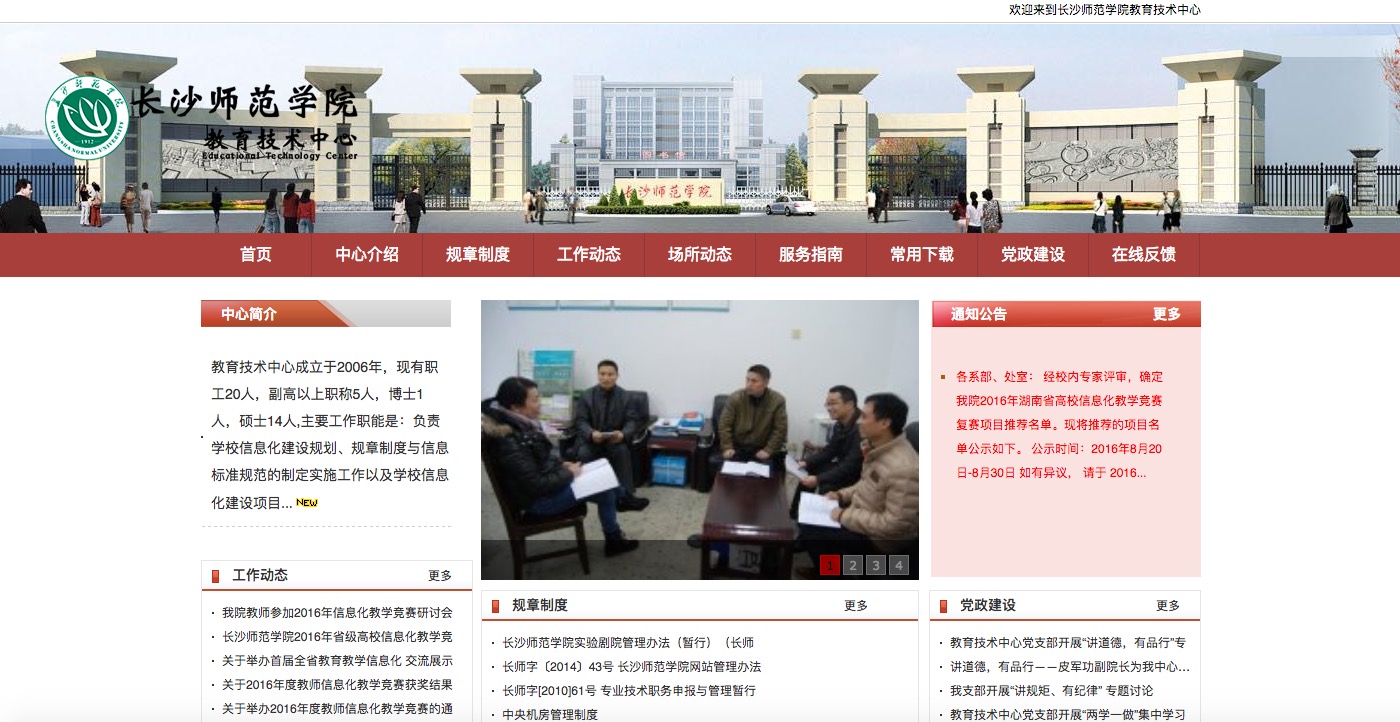 欢迎来到长沙师范学院教育技术中心
长沙师范学院
教育技术中心
Educational Technology Center
CHANGSHA NORMAL UNIVERSITY
1912
图书馆
长沙师范学院
首页 中心介绍 规章制度 工作动态 场所动态 服务指南 常用下载 党政建设 在线反馈
中心简介
教育技术中心成立于2006年，现有职
工20人，副高以上职称5人，博士1
人，硕士14人,主要工作职能是：负责
学校信息化建设规划、规章制度与信息
标准规范的制定实施工作以及学校信息
化建设项目... NEW
1 2 3 4
通知公告 更多
各系部、处室： 经校内专家评审，确定
我院2016年湖南省高校信息化教学竞赛
复赛项目推荐名单。现将推荐的项目名
单公示如下。 公示时间：2016年8月20
日-8月30日 如有异议， 请于 2016...
工作动态 更多
我院教师参加2016年信息化教学竞赛研讨会
长沙师范学院2016年省级高校信息化教学竞
关于举办首届全省教育教学信息化 交流展示
关于2016年度教师信息化教学竞赛获奖结果
关于举办2016年度教师信息化教学竞赛的通
规章制度 更多
长沙师范学院实验剧院管理办法（暂行）（长师
长师字〔2014〕43号 长沙师范学院网站管理办法
长师字[2010]61号 专业技术职务申报与管理暂行
中央机房管理制度
党政建设 更多
教育技术中心党支部开展“讲道德，有品行”专
讲道德，有品行——皮军功副院长为我中心...
我支部开展“讲规矩、有纪律” 专题讨论
教育技术中心党支部开展“两学一做”集中学习